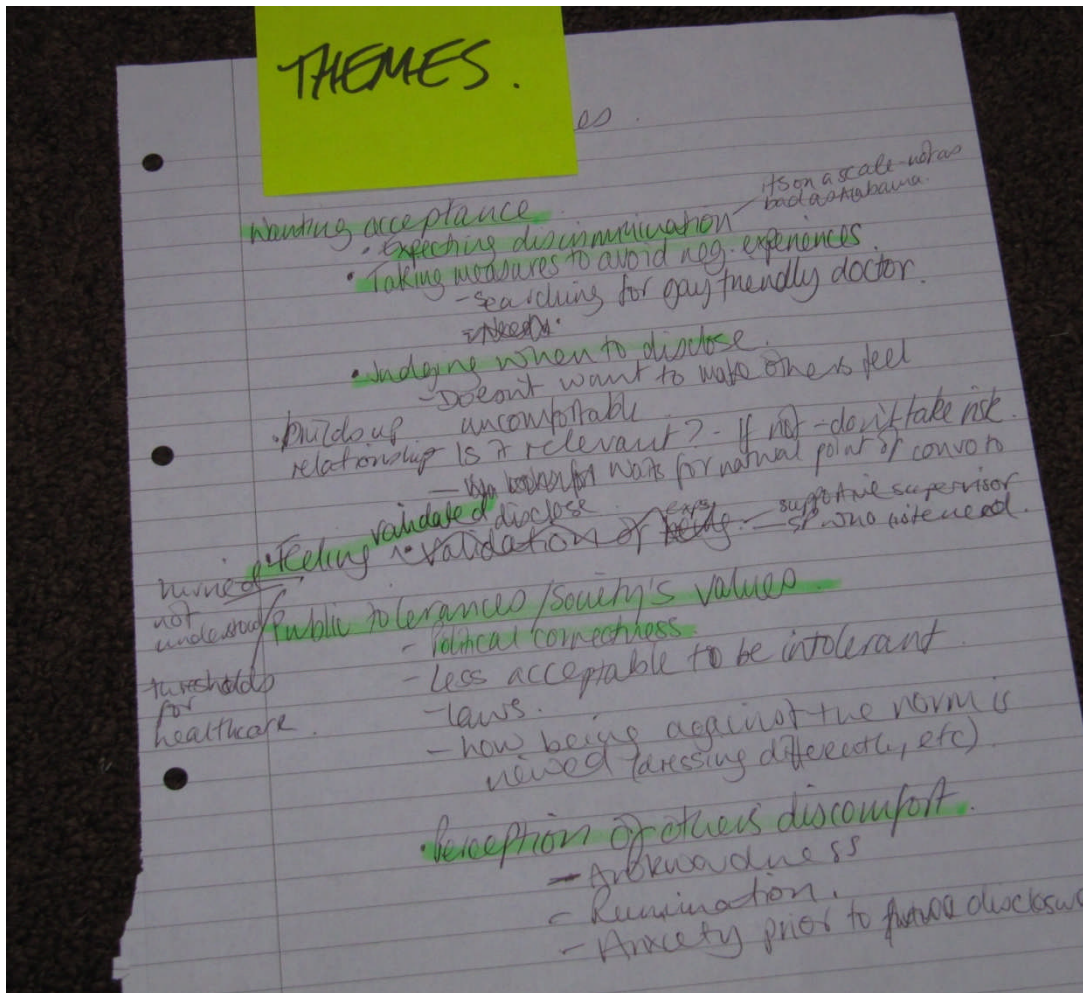 THEMES.
es.
Wanting acceptance
• Expecting discrimmination
its on a scale - not as
bad as Alabama.
• Taking measures to avoid neg. experiences.
- Searching for gay friendly doctor.
• Judging when to disclose.
- Doesn't want to make others feel
uncomfortable
• builds up
relationship
Is it relevant? - If not - don't take risk.
- waits for natural point of convo to
disclose
• Feeling validated
• validation of exps
- supportive supervisor
not
understood
Public tolerances/Society's values.
- Political correctness
- Less acceptable to be intolerant.
- Laws.
- how being against the norm is
viewed (dressing differently, etc)
thresholds
for
healthcare.
• Perception of others discomfort.
- Awkwardness
- Rumination.
- Anxiety prior to future disclosu